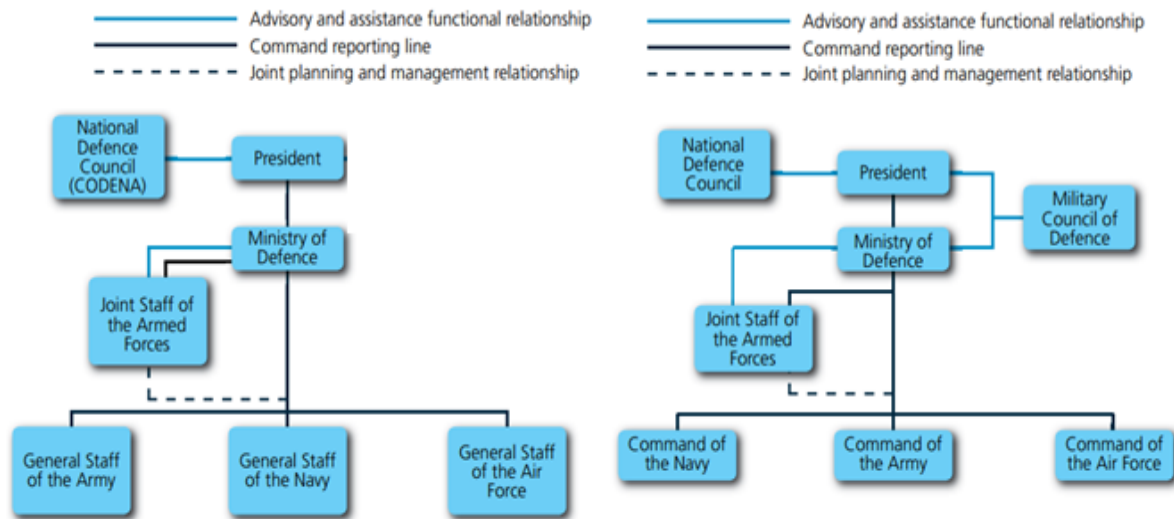 Advisory and assistance functional relationship
Command reporting line
Joint planning and management relationship
National
Defence
Council
(CODENA)
President
Ministry of
Defence
Joint Staff of
the Armed
Forces
General Staff
of the Army
General Staff
of the Navy
General Staff
of the Air
Force
Advisory and assistance functional relationship
Command reporting line
Joint planning and management relationship
National
Defence
Council
President
Military
Council of
Defence
Ministry of
Defence
Joint Staff of
the Armed
Forces
Command of
the Navy
Command of
the Army
Command of
the Air Force